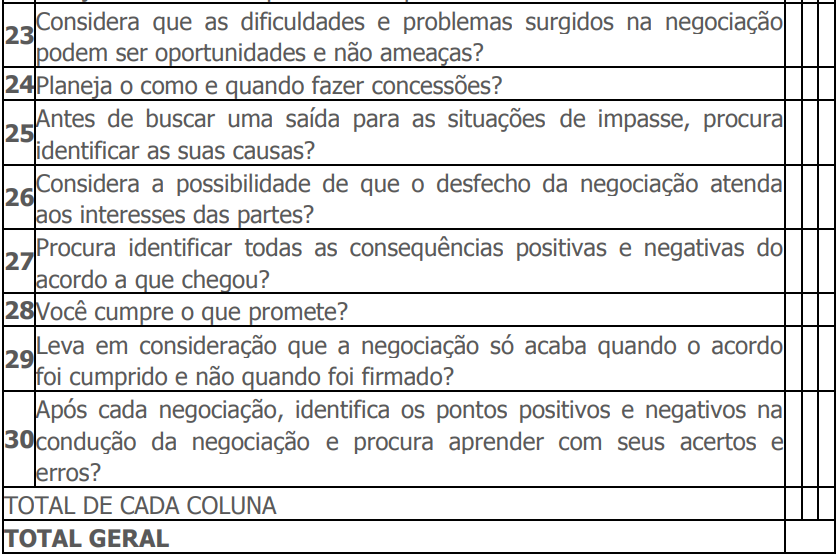 23 Considera que as dificuldades e problemas surgidos na negociação
podem ser oportunidades e não ameaças?
24 Planeja o como e quando fazer concessões?
25 Antes de buscar uma saída para as situações de impasse, procura
identificar as suas causas?
26 Considera a possibilidade de que o desfecho da negociação atenda
aos interesses das partes?
27 Procura identificar todas as consequências positivas e negativas do
acordo a que chegou?
28 Você cumpre o que promete?
29 Leva em consideração que a negociação só acaba quando o acordo
foi cumprido e não quando foi firmado?
30 Após cada negociação, identifica os pontos positivos e negativos na
condução da negociação e procura aprender com seus acertos e
erros?
TOTAL DE CADA COLUNA
TOTAL GERAL